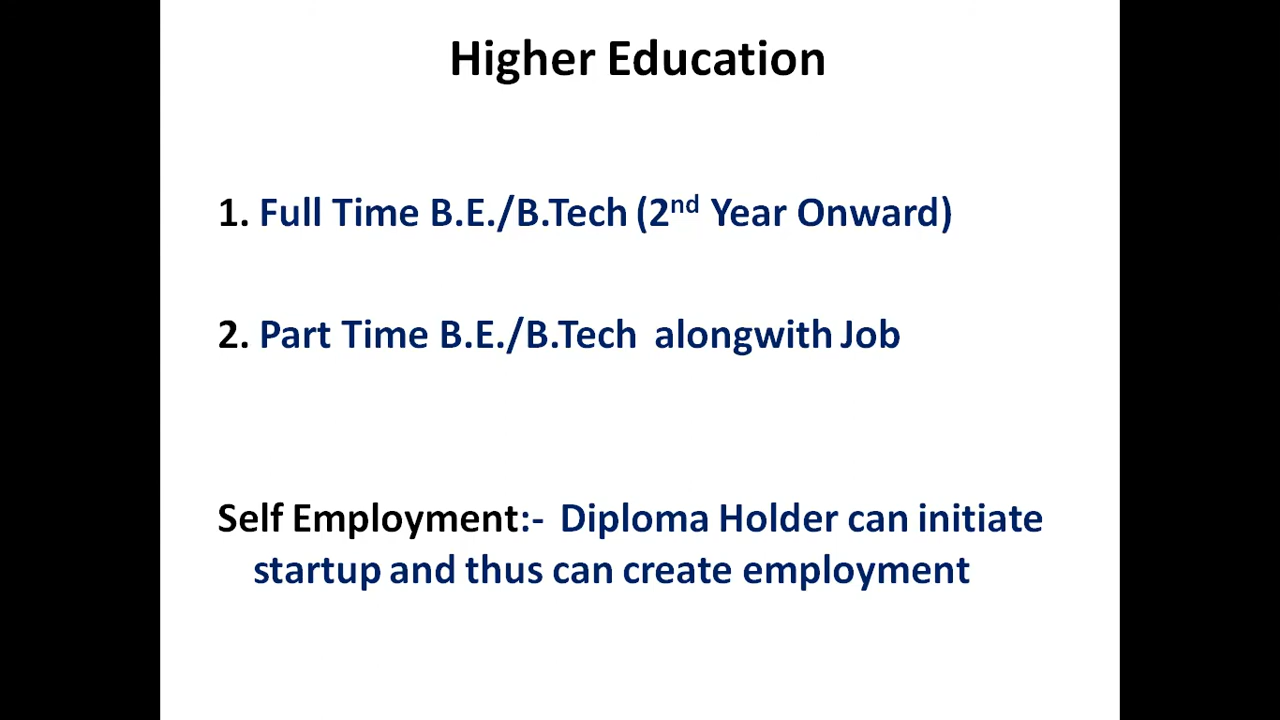 Higher Education
1. Full Time B.E./B.Tech (2nd Year Onward)
2. Part Time B.E./B.Tech alongwith Job
Self Employment:- Diploma Holder can initiate
startup and thus can create employment